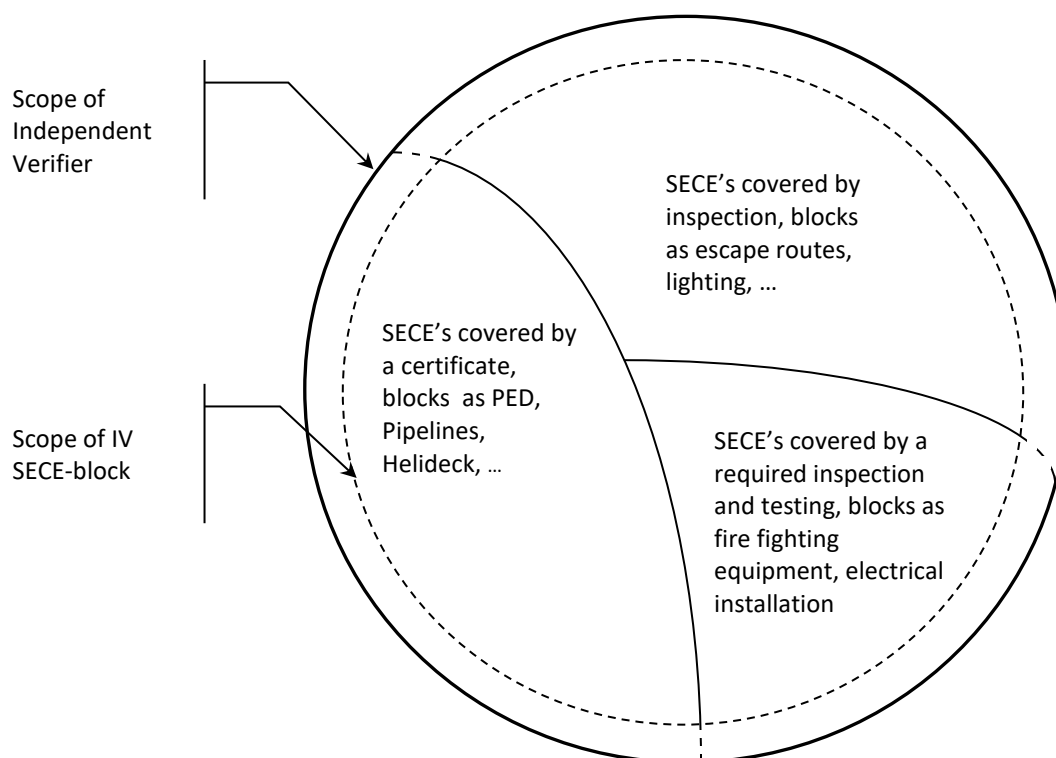 Scope of
Independent
Verifier
SECE’s covered by
inspection, blocks
as escape routes,
lighting, …
SECE’s covered by
a certificate,
blocks  as PED,
Pipelines,
Helideck, …
Scope of IV
SECE-block
SECE’s covered by a
required inspection
and testing, blocks as
fire fighting
equipment, electrical
installation